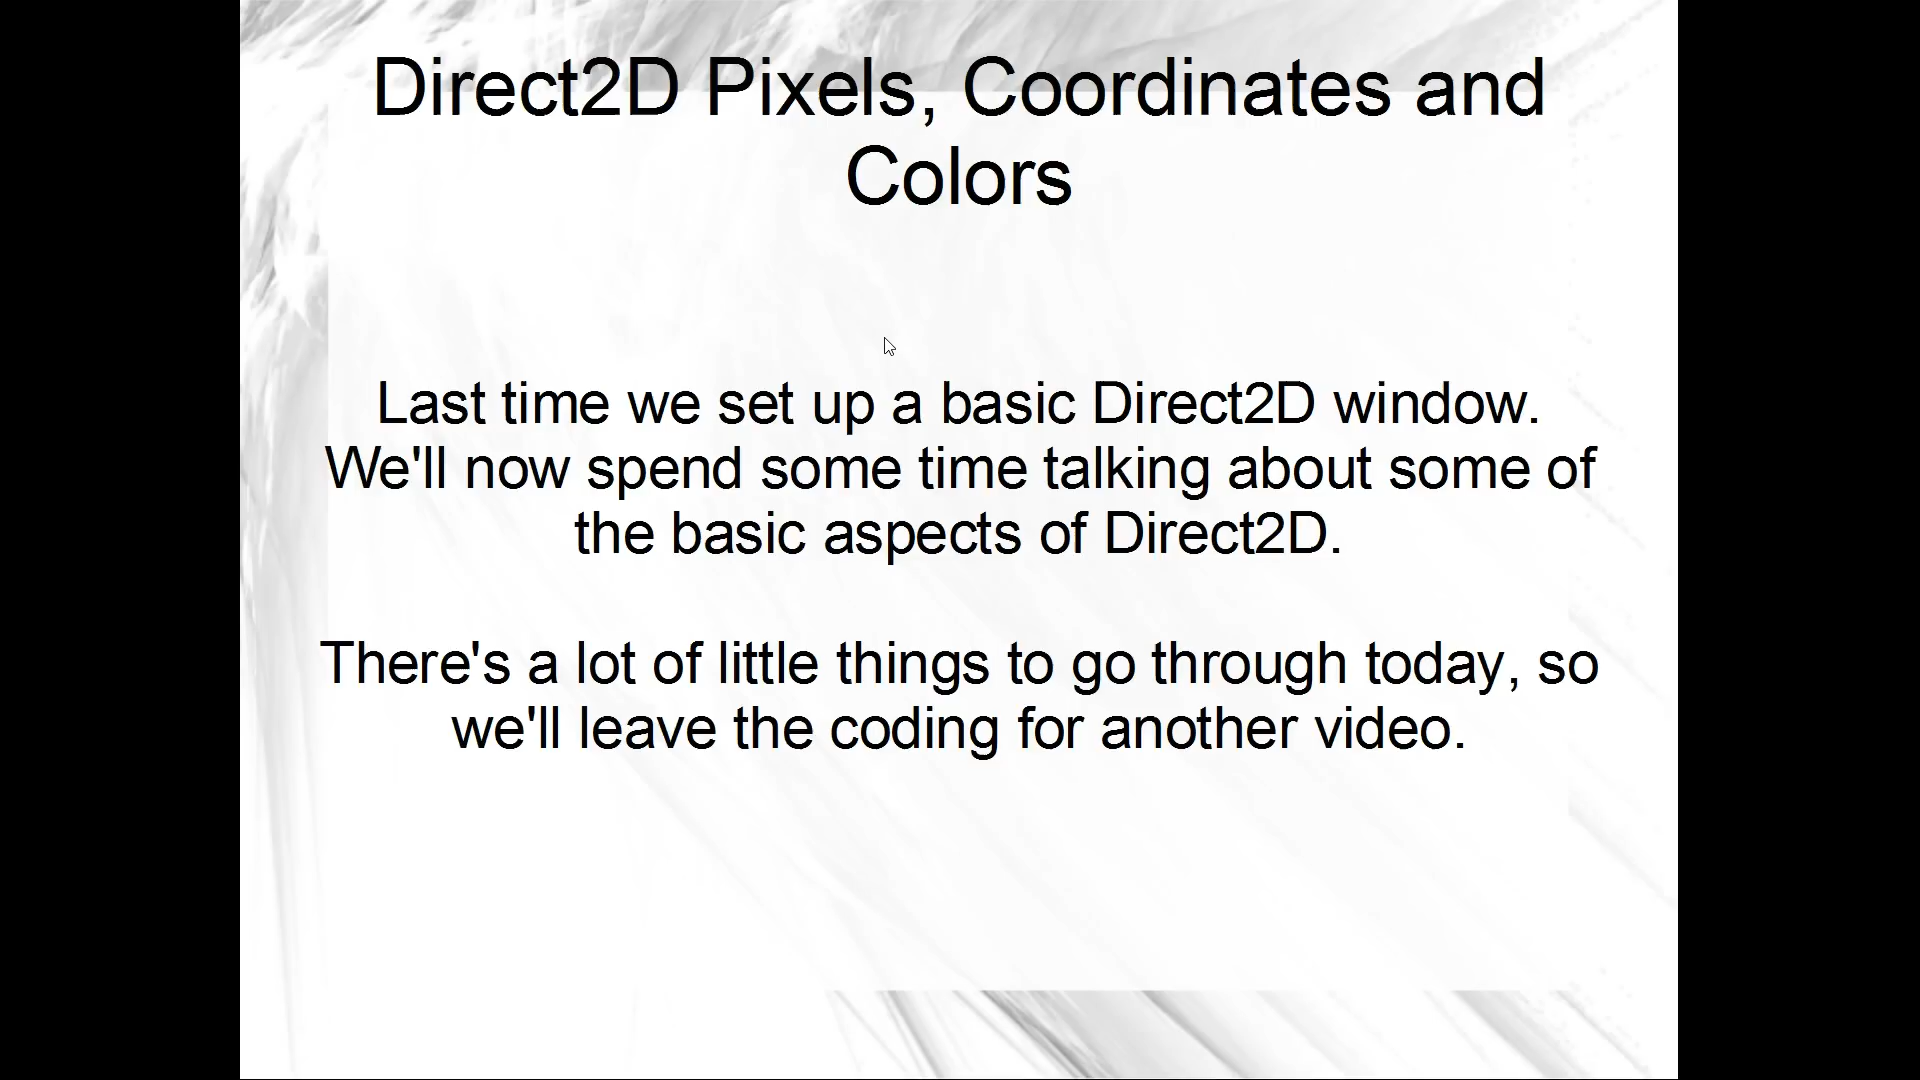 Direct2D Pixels, Coordinates and
Colors
Last time we set up a basic Direct2D window.
We'll now spend some time talking about some of
the basic aspects of Direct2D.
There's a lot of little things to go through today, so
we'll leave the coding for another video.